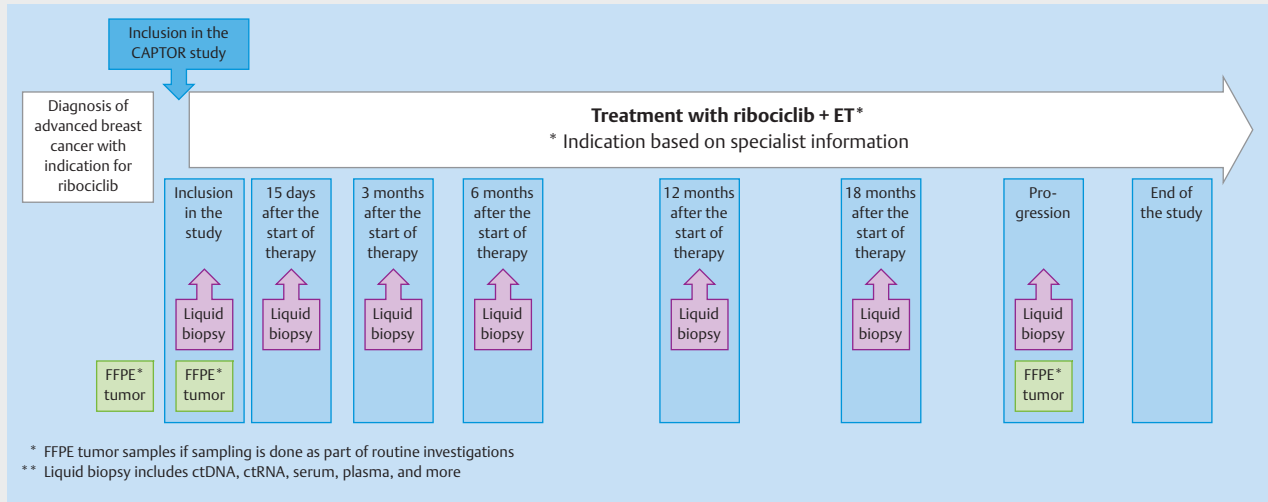 Inclusion in the
CAPTOR study
Diagnosis of
advanced breast
cancer with
indication for
ribociclib
Treatment with ribociclib + ET*
* Indication based on specialist information
Inclusion
in the
study
15 days
after the
start of
therapy
3 months
after the
start of
therapy
6 months
after the
start of
therapy
12 months
after the
start of
therapy
18 months
after the
start of
therapy
Pro-
gression
End of
the study
Liquid
biopsy
Liquid
biopsy
Liquid
biopsy
Liquid
biopsy
Liquid
biopsy
Liquid
biopsy
Liquid
biopsy
FFPE*
tumor
FFPE*
tumor
FFPE*
tumor
* FFPE tumor samples if sampling is done as part of routine investigations
** Liquid biopsy includes ctDNA, ctRNA, serum, plasma, and more